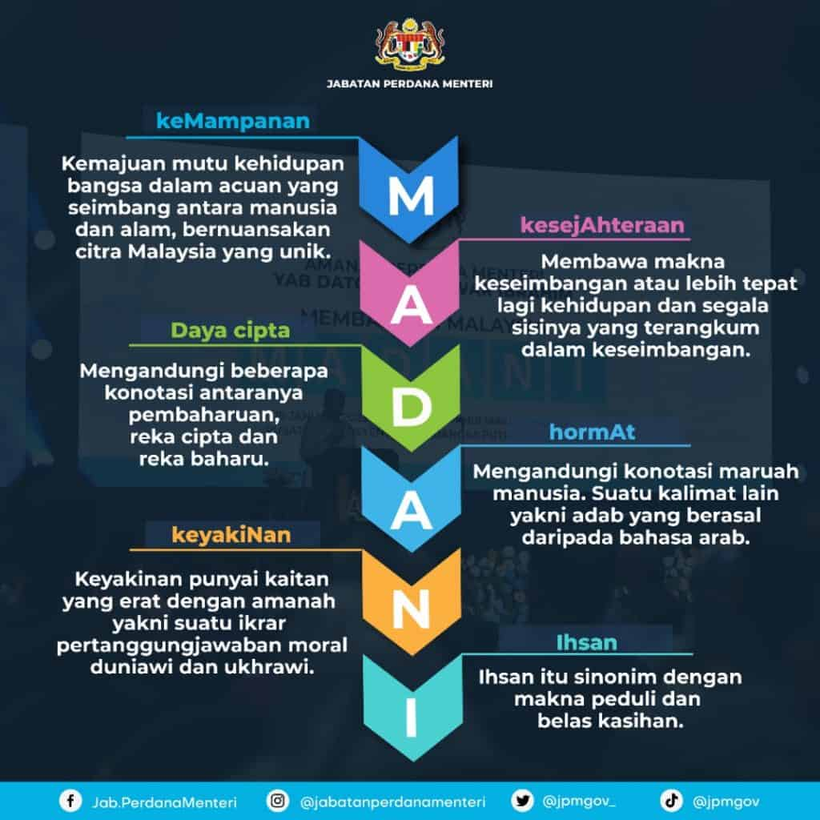 JABATAN PERDANA MENTERI
keMampanan
Kemajuan mutu kehidupan
bangsa dalam acuan yang
seimbang antara manusia
dan alam, bernuansakan
citra Malaysia yang unik.
M
kesejAhteraan
Membawa makna
keseimbangan atau lebih tepat
lagi kehidupan dan segala
sisinya yang terangkum
dalam keseimbangan.
A
Daya cipta
Mengandungi beberapa
konotasi antaranya
pembaharuan,
reka cipta dan
reka baharu.
D
hormAt
Mengandungi konotasi maruah
manusia. Suatu kalimat lain
yakni adab yang berasal
daripada bahasa arab.
A
keyakiNan
Keyakinan punyai kaitan
yang erat dengan amanah
yakni suatu ikrar
pertanggungjawaban moral
duniawi dan ukhrawi.
N
Ihsan
Ihsan itu sinonim dengan
makna peduli dan
belas kasihan.
I
Jab.PerdanaMenteri
@jabatanperdanamenteri
@jpmgov_
@jpmgov